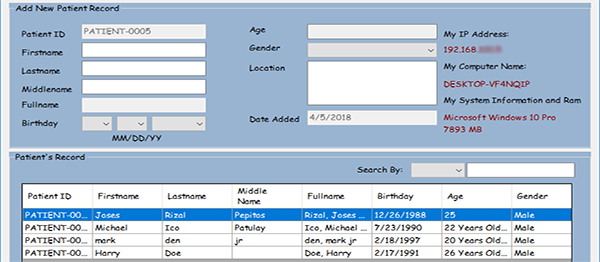 Add New Patient Record
Patient ID PATIENT-0005 Age My IP Address:
Firstname Gender 192.168.
Lastname Location My Computer Name:
Middlename DESKTOP-VF4NQIP
Fullname My System Information and Ram
Birthday Date Added 4/5/2018 Microsoft Windows 10 Pro
MM/DD/YY 7893 MB
Patient's Record
Search By:
Patient ID Firstname Lastname Middle Name Fullname Birthday Age Gender
PATIENT-00... Joses Rizal Pepitos Rizal, Joses ... 12/26/1988 25 Male
PATIENT-00... Michael Ico Patulay Ico, Michael ... 7/23/1990 22 Years Old... Male
PATIENT-00... mark den jr den, mark jr 2/18/1997 20 Years Old... Male
PATIENT-00... Harry Doe Doe, Harry 2/17/1991 26 Years Old... Male